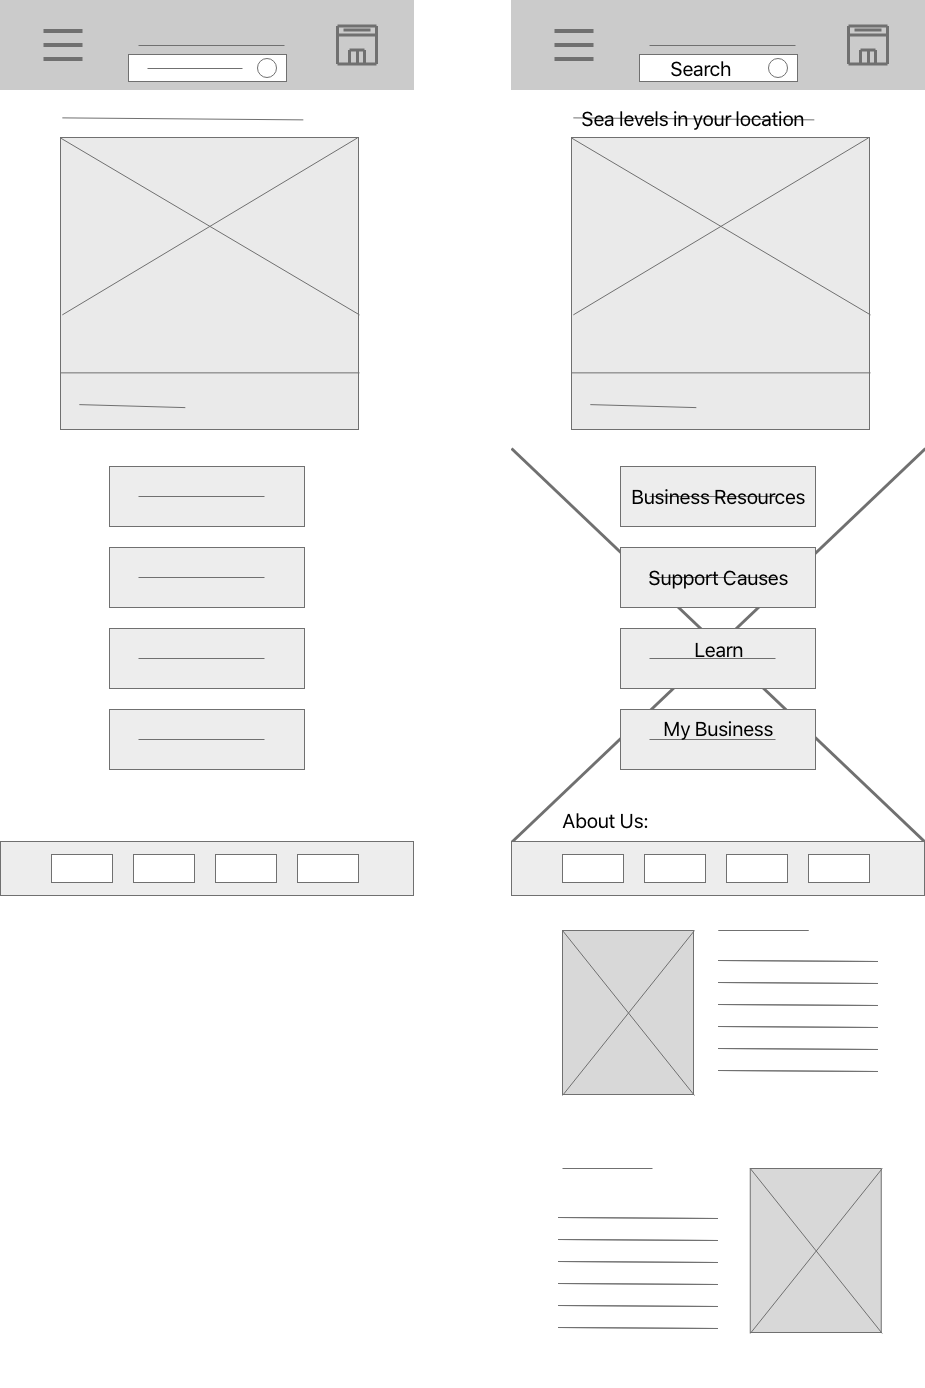 Search
Sea levels in your location
Business Resources
Support Causes
Learn
My Business
About Us: